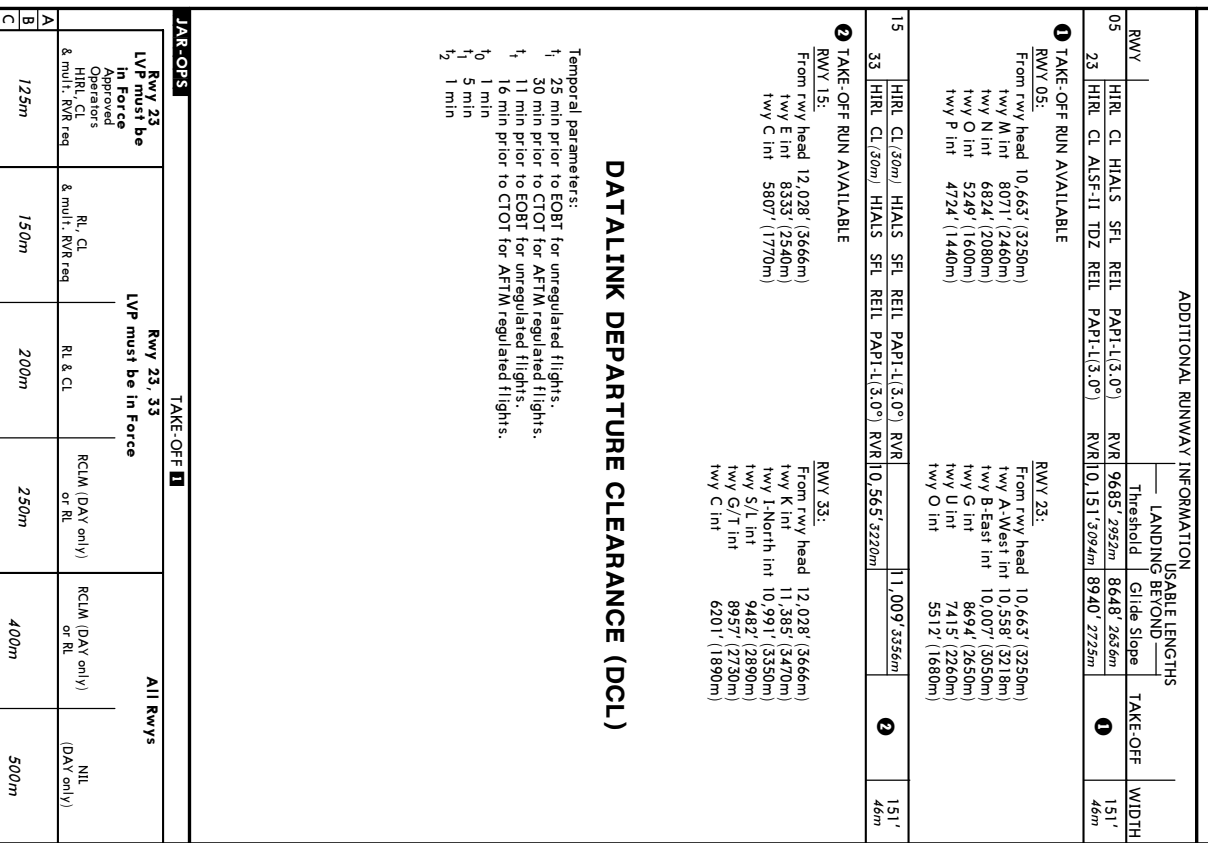 ADDITIONAL RUNWAY INFORMATION
USABLE LENGTHS
LANDING BEYOND
RWY Threshold Glide Slope TAKE-OFF WIDTH
05 HIRL CL HIALS SFL REIL PAPI-L(3.0°) RVR 9685' 2952m 8648' 2636m ❶ 151'
23 HIRL CL ALSF-II TDZ REIL PAPI-L(3.0°) RVR 10,151' 3094m 8940' 2725m 46m
❶ TAKE-OFF RUN AVAILABLE
RWY 05:
From rwy head 10,663' (3250m)
twy M int 8071' (2460m)
twy N int 6824' (2080m)
twy O int 5249' (1600m)
twy P int 4724' (1440m)
RWY 23:
From rwy head 10,663' (3250m)
twy A-West int 10,558' (3218m)
twy B-East int 10,007' (3050m)
twy G int 8694' (2650m)
twy U int 7415' (2260m)
twy O int 5512' (1680m)
15 HIRL CL(30m) HIALS SFL REIL PAPI-L(3.0°) RVR 11,009' 3356m ❷ 151'
33 HIRL CL(30m) HIALS SFL REIL PAPI-L(3.0°) RVR 10,565' 3220m 46m
❷ TAKE-OFF RUN AVAILABLE
RWY 15:
From rwy head 12,028' (3666m)
twy E int 8333' (2540m)
twy C int 5807' (1770m)
RWY 33:
From rwy head 12,028' (3666m)
twy K int 11,385' (3470m)
twy I-North int 10,991' (3350m)
twy S/L int 9482' (2890m)
twy G/T int 8957' (2730m)
twy C int 6201' (1890m)
DATALINK DEPARTURE CLEARANCE (DCL)
Temporal parameters:
ti 25 min prior to EOBT for unregulated flights.
30 min prior to CTOT for AFTM regulated flights.
tt 11 min prior to EOBT for unregulated flights.
16 min prior to CTOT for AFTM regulated flights.
t0 1 min
t1 5 min
t2 1 min
JAR-OPS
TAKE-OFF 1
Rwy 23
LVP must be
in Force
Rwy 23, 33
LVP must be in Force
All Rwys
Approved
Operators
HIRL, CL
& mult. RVR req
RL, CL
& mult. RVR req
RL & CL
RCLM (DAY only)
or RL
RCLM (DAY only)
or RL
NIL
(DAY only)
A
B 125m 150m 200m 250m 400m 500m
C